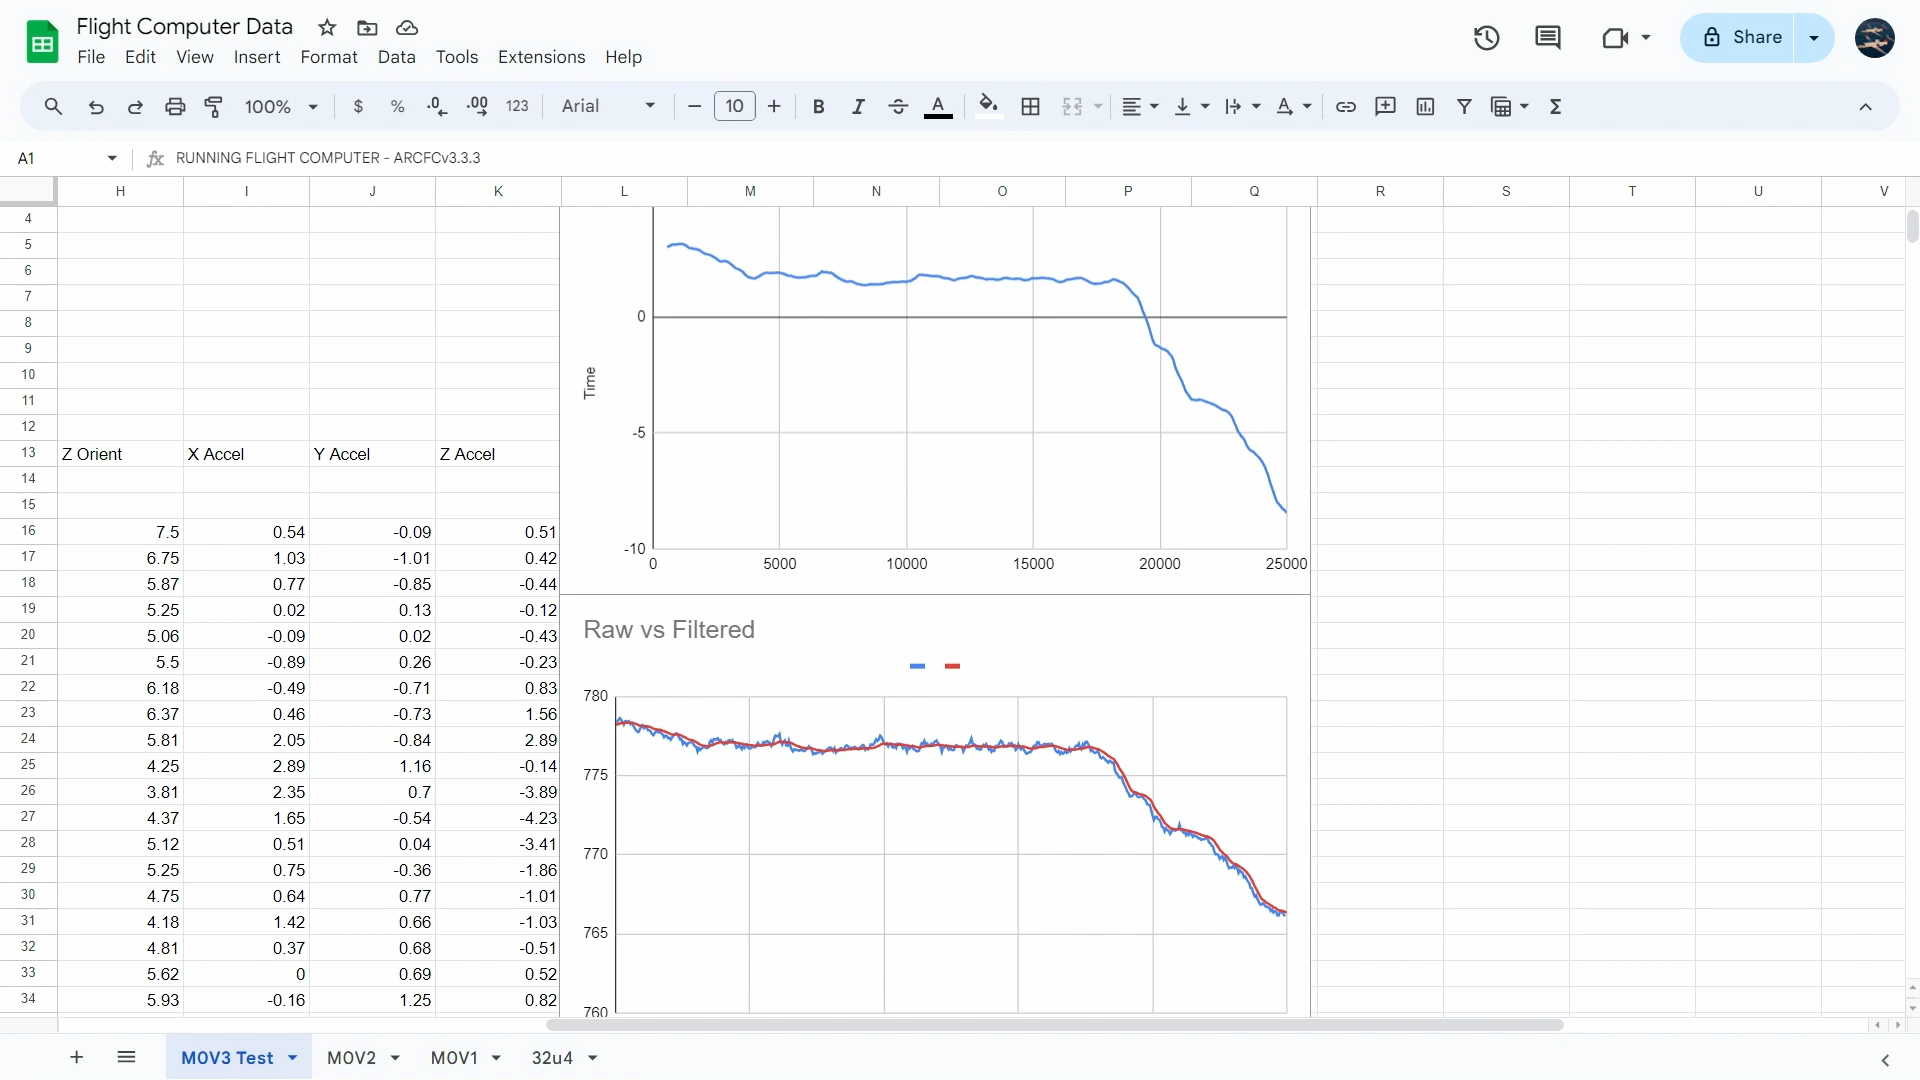 Flight Computer Data
File Edit View Insert Format Data Tools Extensions Help
Share
100% $ % .0 .00 123 Arial 10 B I S A Σ
A1 fx RUNNING FLIGHT COMPUTER - ARCFCv3.3.3
H I J K L M N O P Q R S T U V
4
5
6
7
8
9
10
11
12
13 Z Orient X Accel Y Accel Z Accel
14
15
16 7.5 0.54 -0.09 0.51
17 6.75 1.03 -1.01 0.42
18 5.87 0.77 -0.85 -0.44
19 5.25 0.02 0.13 -0.12
20 5.06 -0.09 0.02 -0.43
21 5.5 -0.89 0.26 -0.23
22 6.18 -0.49 -0.71 0.83
23 6.37 0.46 -0.73 1.56
24 5.81 2.05 -0.84 2.89
25 4.25 2.89 1.16 -0.14
26 3.81 2.35 0.7 -3.89
27 4.37 1.65 -0.54 -4.23
28 5.12 0.51 0.04 -3.41
29 5.25 0.75 -0.36 -1.86
30 4.75 0.64 0.77 -1.01
31 4.18 1.42 0.66 -1.03
32 4.81 0.37 0.68 -0.51
33 5.62 0 0.69 0.52
34 5.93 -0.16 1.25 0.82
0
Time
-5
-10
0 5000 10000 15000 20000 25000
Raw vs Filtered
780
775
770
765
760
M0V3 Test M0V2 M0V1 32u4